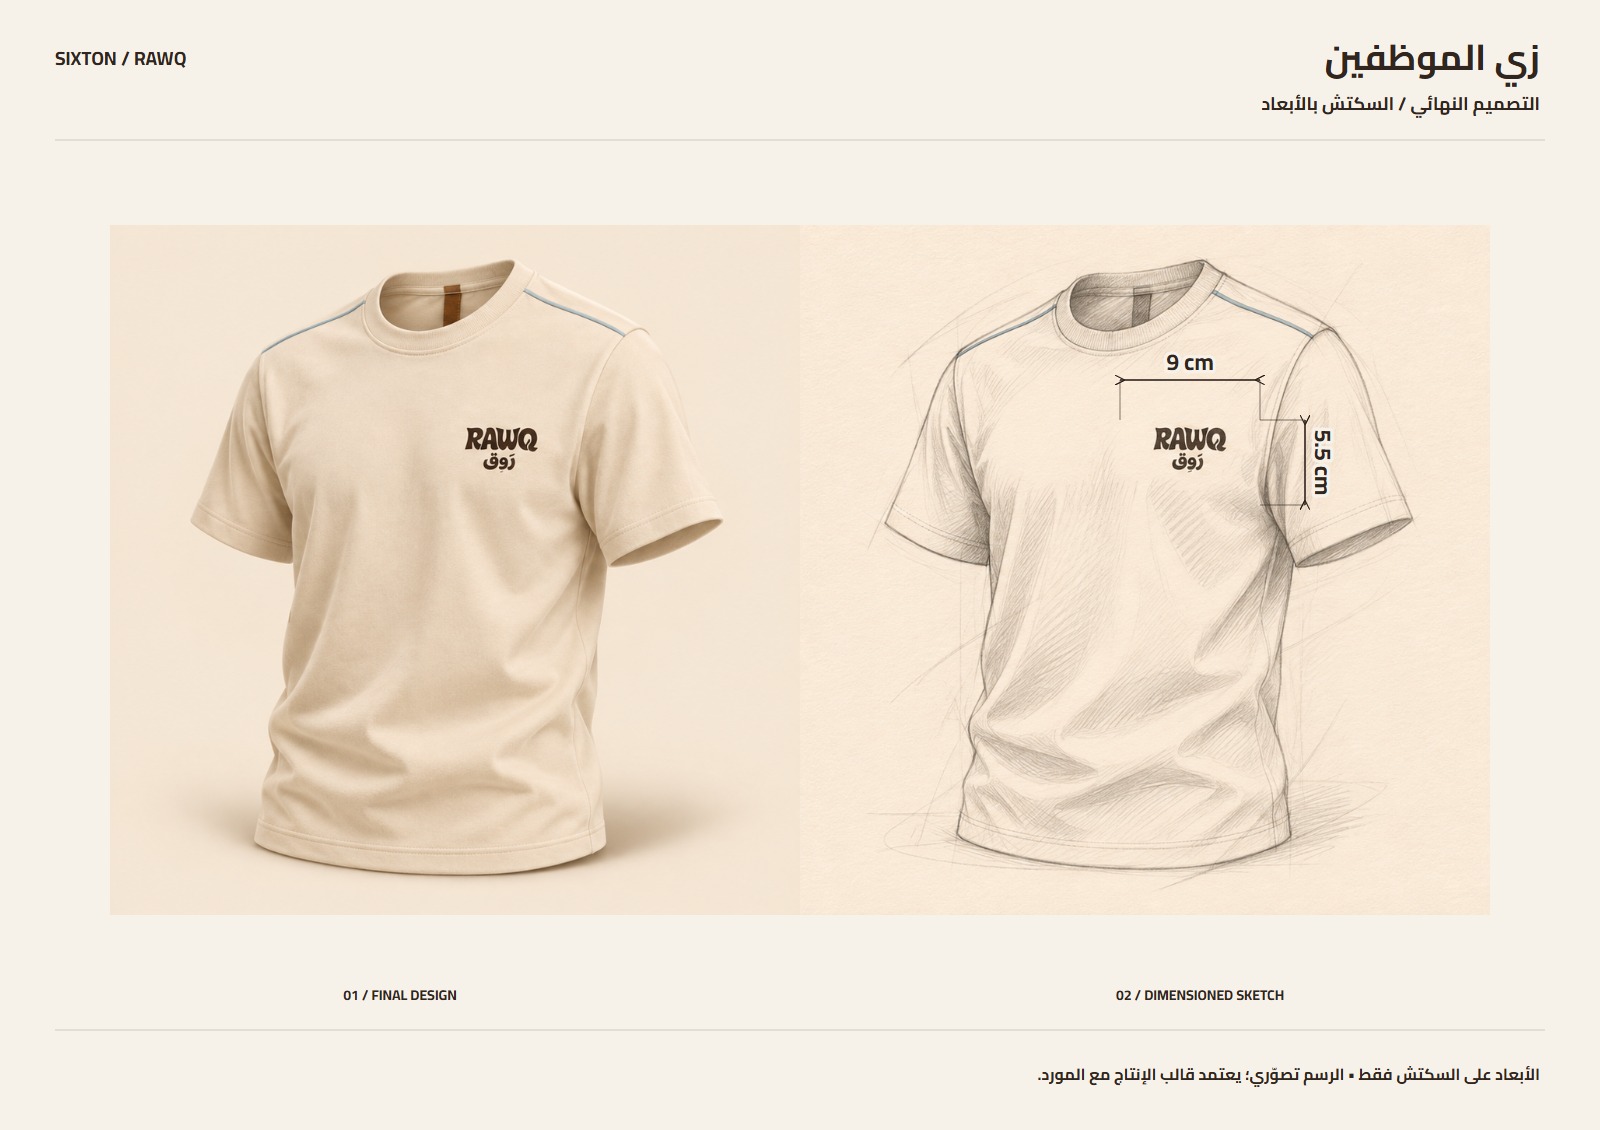 SIXTON / RAWQ
زي الموظفين
التصميم النهائي / السكتش بالأبعاد
RAWQ
رَوق
9 cm
5.5 cm
RAWQ
رَوق
01 / FINAL DESIGN
02 / DIMENSIONED SKETCH
الأبعاد على السكتش فقط • الرسم تصوّري؛ يعتمد قالب الإنتاج مع المورد.